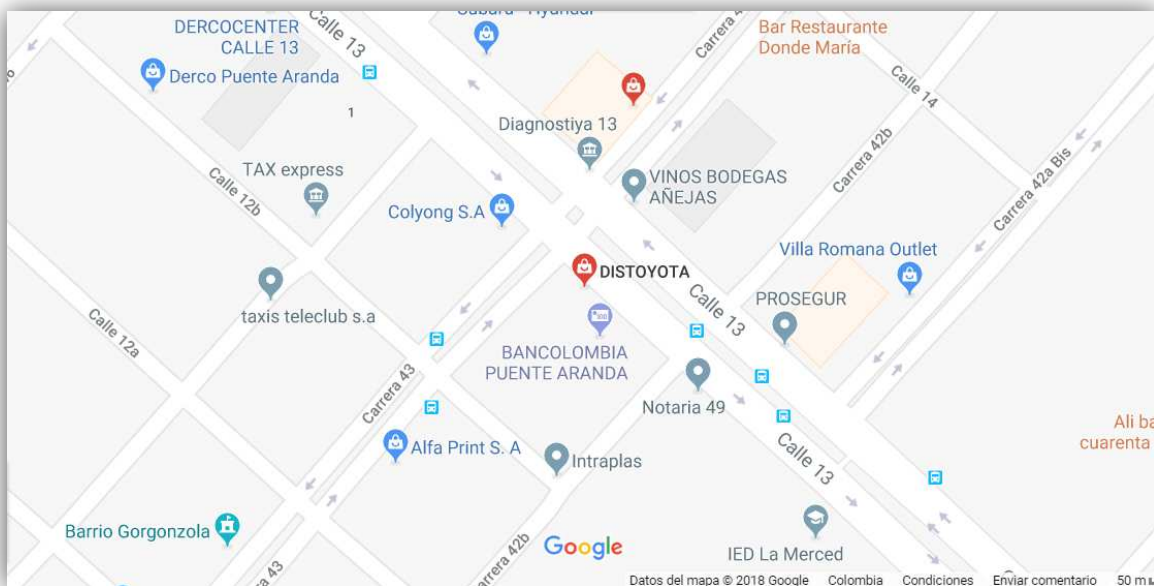 Calle 13
DERCOCENTER
CALLE 13
Derco Puente Aranda
Bar Restaurante
Donde María
Calle 14
1
Diagnostiya 13
Carrera 42b
TAX express
VINOS BODEGAS
AÑEJAS
Carrera 42a Bis
Calle 12b
Colyong S.A
Villa Romana Outlet
DISTOYOTA
Calle 13
PROSEGUR
taxis teleclub s.a
Calle 12a
BANCOLOMBIA
PUENTE ARANDA
Carrera 43
Notaria 49
Alfa Print S. A
Calle 13
Intraplas
Ali ba
cuarenta
Barrio Gorgonzola
Google
IED La Merced
Datos del mapa © 2018 Google Colombia Condiciones Enviar comentario 50 m